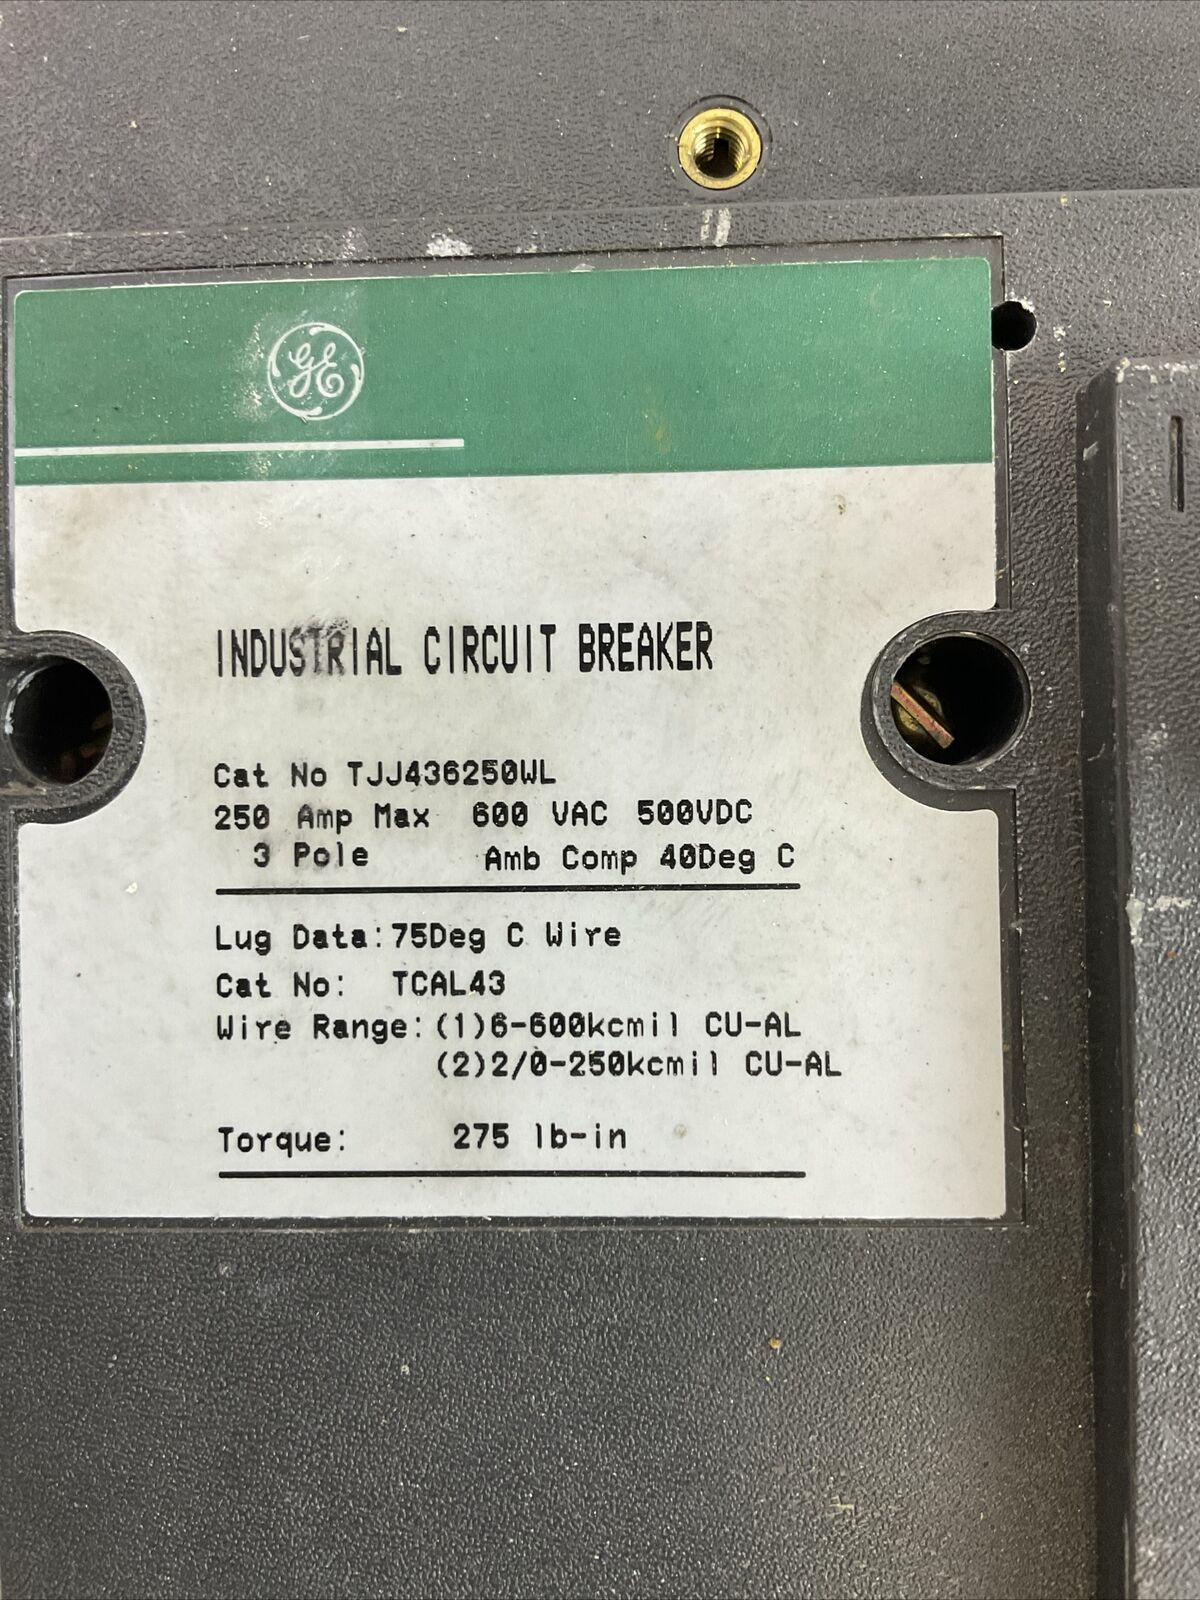 GE
INDUSTRIAL CIRCUIT BREAKER
Cat No TJJ436250WL
250 Amp Max 600 VAC 500VDC
3 Pole Amb Comp 40Deg C
Lug Data:75Deg C Wire
Cat No: TCAL43
Wire Range:(1)6-600kcmil CU-AL
(2)2/0-250kcmil CU-AL
Torque: 275 lb-in